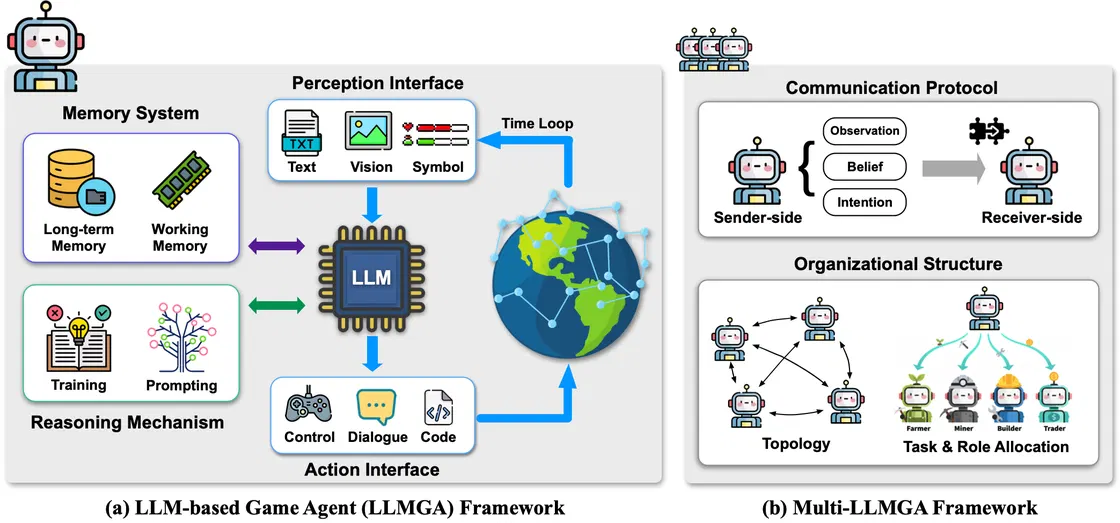 Perception Interface
Memory System
TXT
Text
Vision
Symbol
Time Loop
Long-term
Memory
Working
Memory
LLM
Training
Prompting
Reasoning Mechanism
Control
Dialogue
Code
Action Interface
(a) LLM-based Game Agent (LLMGA) Framework
Communication Protocol
Observation
Belief
Intention
Sender-side
Receiver-side
Organizational Structure
Topology
Farmer
Miner
Builder
Trader
Task & Role Allocation
(b) Multi-LLMGA Framework